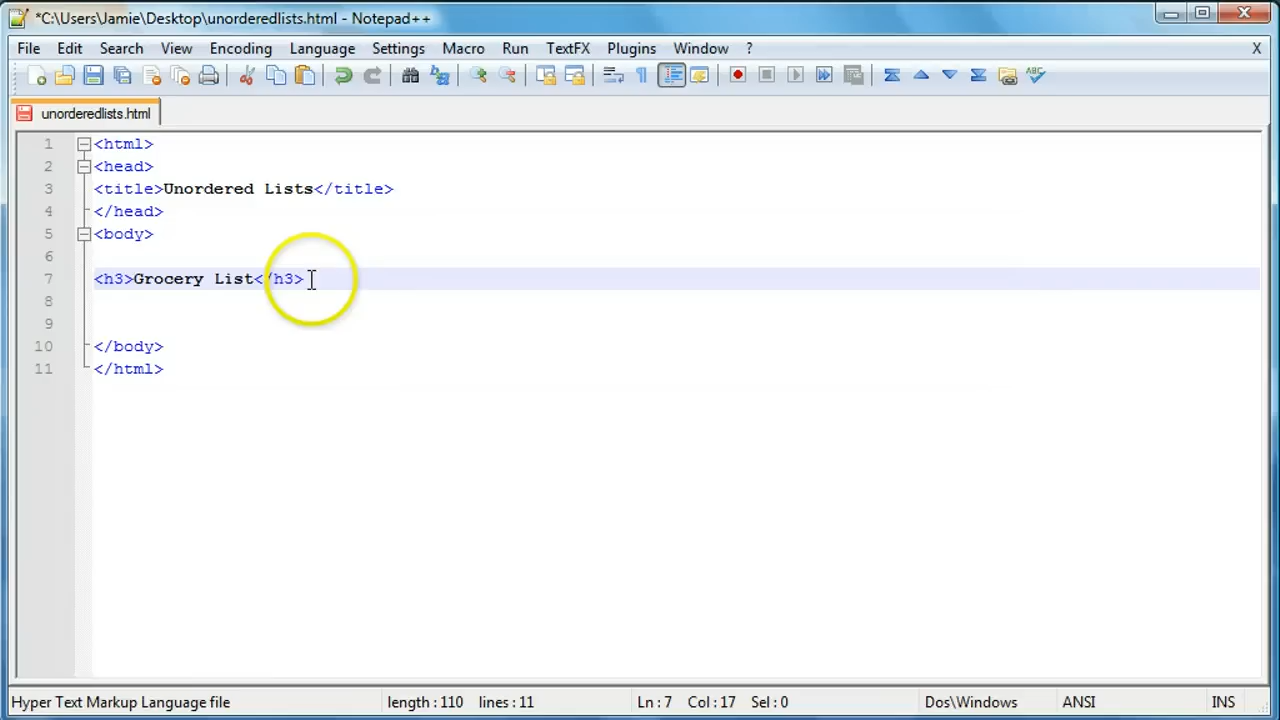 *C:\Users\Jamie\Desktop\unorderedlists.html - Notepad++
File Edit Search View Encoding Language Settings Macro Run TextFX Plugins Window ? X
unorderedlists.html
1 <html>
2 <head>
3 <title>Unordered Lists</title>
4 </head>
5 <body>
6
7 <h3>Grocery List</h3>
8
9
10 </body>
11 </html>
Hyper Text Markup Language file length : 110 lines : 11 Ln : 7 Col : 17 Sel : 0 Dos\Windows ANSI INS